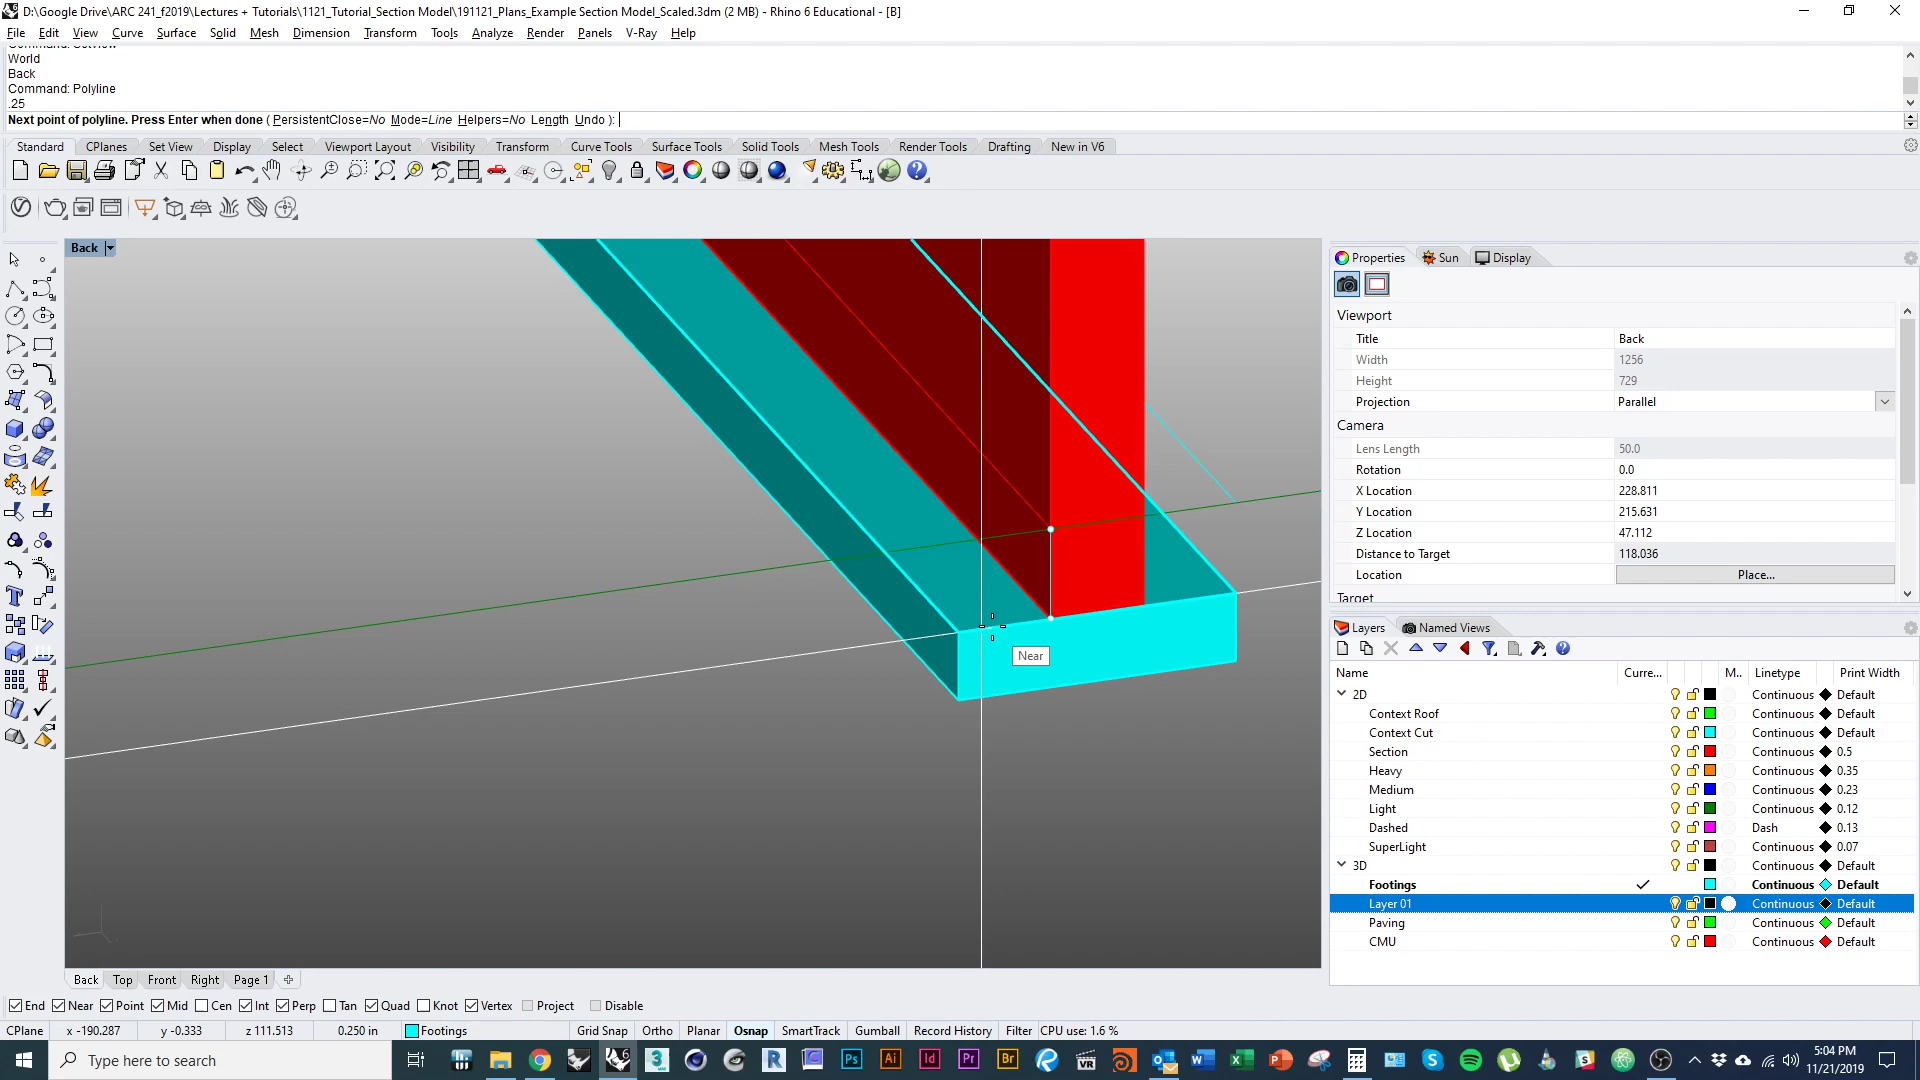 D:\Google Drive\ARC 241_f2019\Lectures + Tutorials\1121_Tutorial_Section Model\191121_Plans_Example Section Model_Scaled.3dm (2 MB) - Rhino 6 Educational - [B]
File Edit View Curve Surface Solid Mesh Dimension Transform Tools Analyze Render Panels V-Ray Help
World
Back
Command: Polyline
.25
Next point of polyline. Press Enter when done ( PersistentClose=No Mode=Line Helpers=No Length Undo ):
Standard CPlanes Set View Display Select Viewport Layout Visibility Transform Curve Tools Surface Tools Solid Tools Mesh Tools Render Tools Drafting New in V6
Back
Near
Properties Sun Display
Viewport
Title Back
Width 1256
Height 729
Projection Parallel
Camera
Lens Length 50.0
Rotation 0.0
X Location 228.811
Y Location 215.631
Z Location 47.112
Distance to Target 118.036
Location Place...
Target
Layers Named Views
Name Curre... M.. Linetype Print Width
2D Continuous Default
Context Roof Continuous Default
Context Cut Continuous Default
Section Continuous 0.5
Heavy Continuous 0.35
Medium Continuous 0.23
Light Continuous 0.12
Dashed Dash 0.13
SuperLight Continuous 0.07
3D Continuous Default
Footings Continuous Default
Layer 01 Continuous Default
Paving Continuous Default
CMU Continuous Default
Back Top Front Right Page 1
End Near Point Mid Cen Int Perp Tan Quad Knot Vertex Project Disable
CPlane x -190.287 y -0.333 z 111.513 0.250 in Footings Grid Snap Ortho Planar Osnap SmartTrack Gumball Record History Filter CPU use: 1.6 %
Type here to search
5:04 PM
11/21/2019